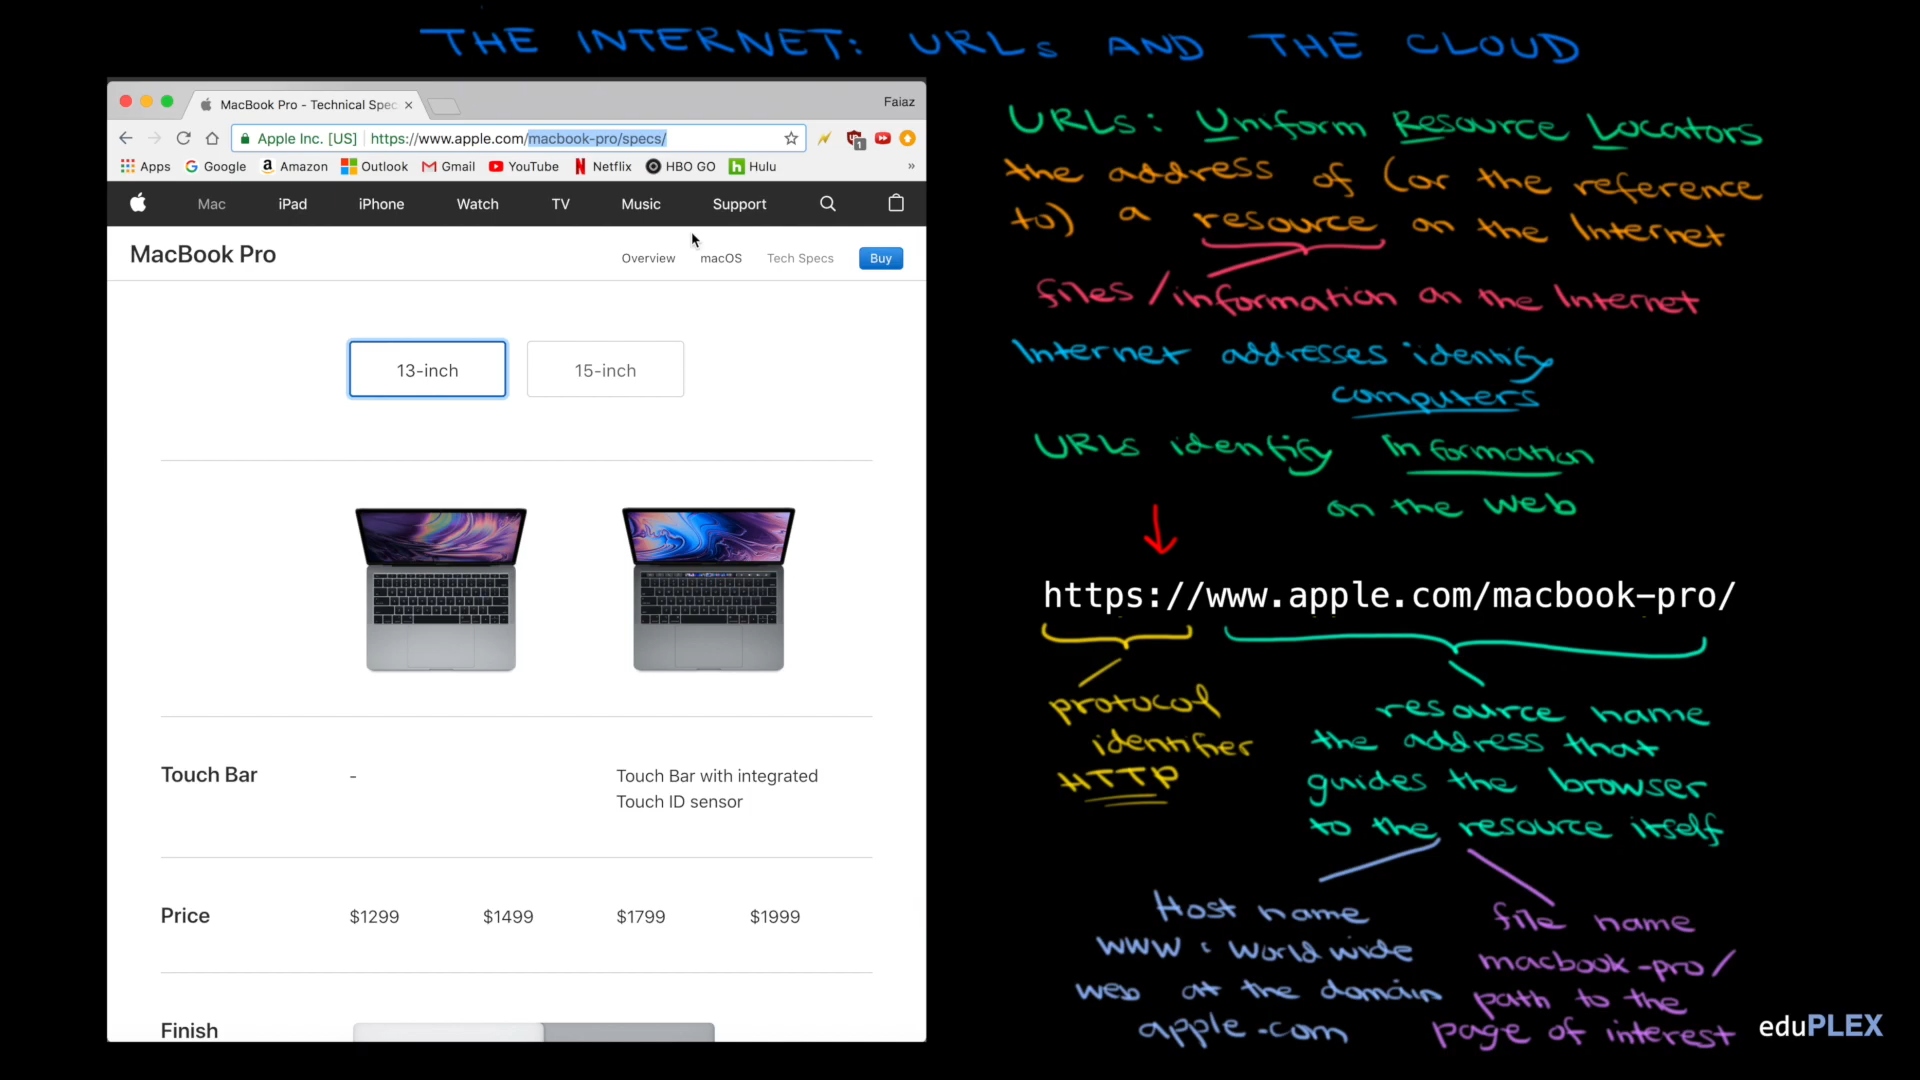 THE INTERNET: URLs AND THE CLOUD
MacBook Pro - Technical Spec
Faiaz
Apple Inc. [US] https://www.apple.com/macbook-pro/specs/
1
Apps Google Amazon Outlook Gmail YouTube Netflix HBO GO Hulu »
Mac iPad iPhone Watch TV Music Support
MacBook Pro
Overview macOS Tech Specs Buy
13-inch 15-inch
Touch Bar - Touch Bar with integrated
Touch ID sensor
Price $1299 $1499 $1799 $1999
Finish
URLs: Uniform Resource Locators
the address of (or the reference
to) a resource on the Internet
files/information on the Internet
Internet addresses identify
computers
URLs identify Information
on the Web
https://www.apple.com/macbook-pro/
protocol
identifier
HTTP
resource name
the address that
guides the browser
to the resource itself
Host name
WWW: World wide
web at the domain
apple.com
file name
macbook-pro/
path to the
page of interest
eduPLEX